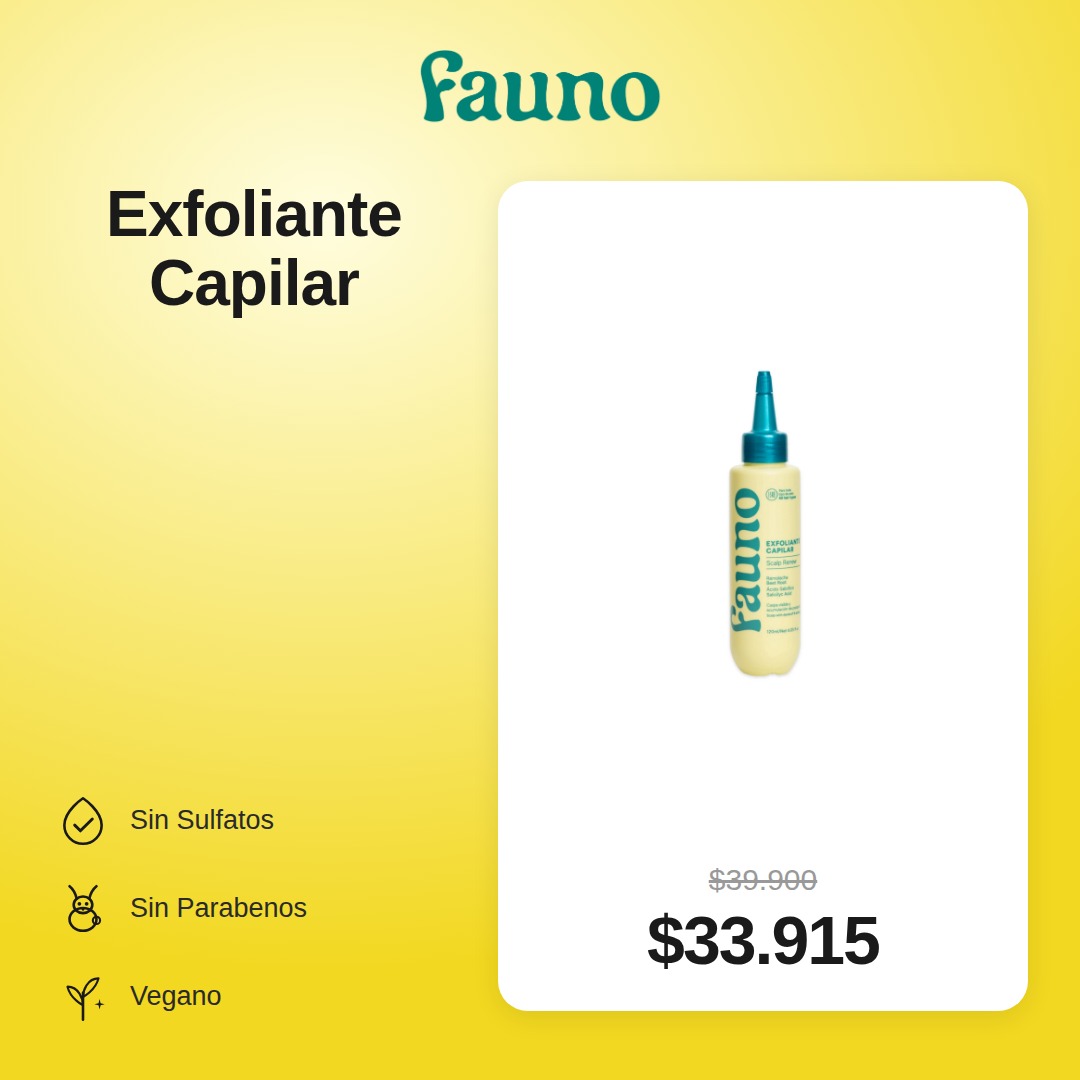 fauno
Exfoliante
Capilar
fauno
EXFOLIANTE
CAPILAR
Sin Sulfatos
Sin Parabenos
Vegano
$39.900
$33.915